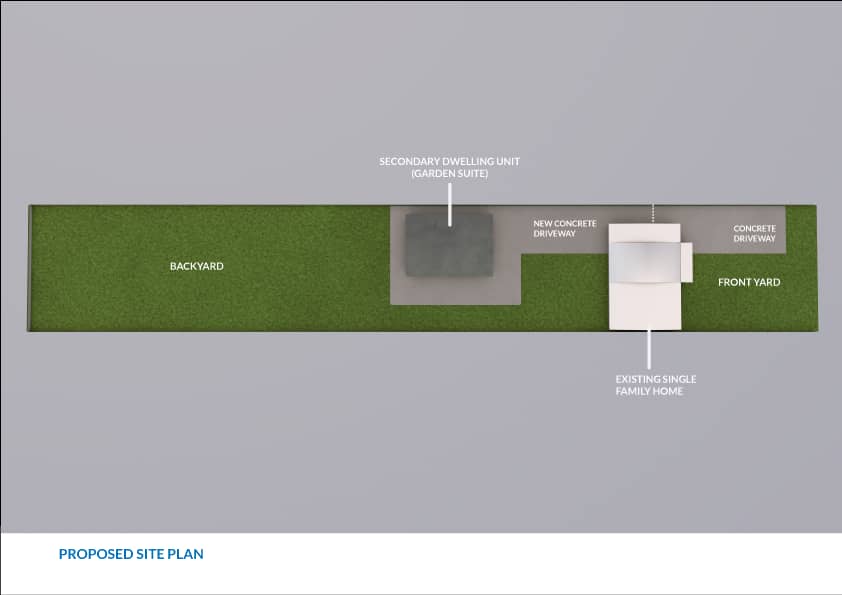 SECONDARY DWELLING UNIT
(GARDEN SUITE)
NEW CONCRETE
DRIVEWAY
CONCRETE
DRIVEWAY
BACKYARD
FRONT YARD
EXISTING SINGLE
FAMILY HOME
PROPOSED SITE PLAN